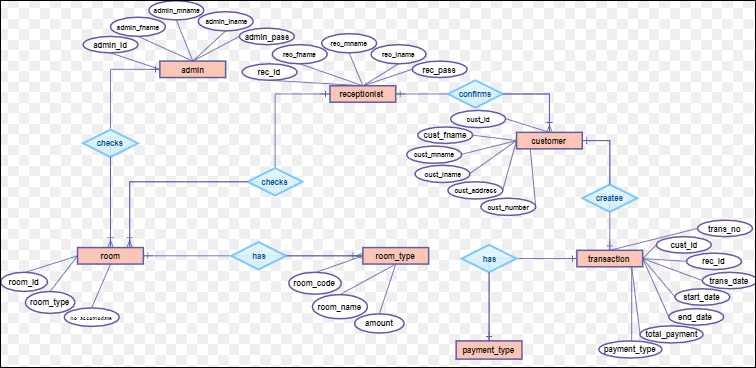 admin_mname
admin_fname
admin_lname
admin_id
admin_pass
admin
rec_mname
rec_fname
rec_lname
rec_id
rec_pass
receptionist
confirms
cust_id
cust_fname
customer
checks
cust_mname
cust_lname
checks
cust_address
creates
cust_number
trans_no
cust_id
room
has
room_type
has
transaction
rec_id
room_id
room_code
trans_date
room_type
room_name
start_date
no_accomodate
amount
end_date
total_payment
payment_type
payment_type